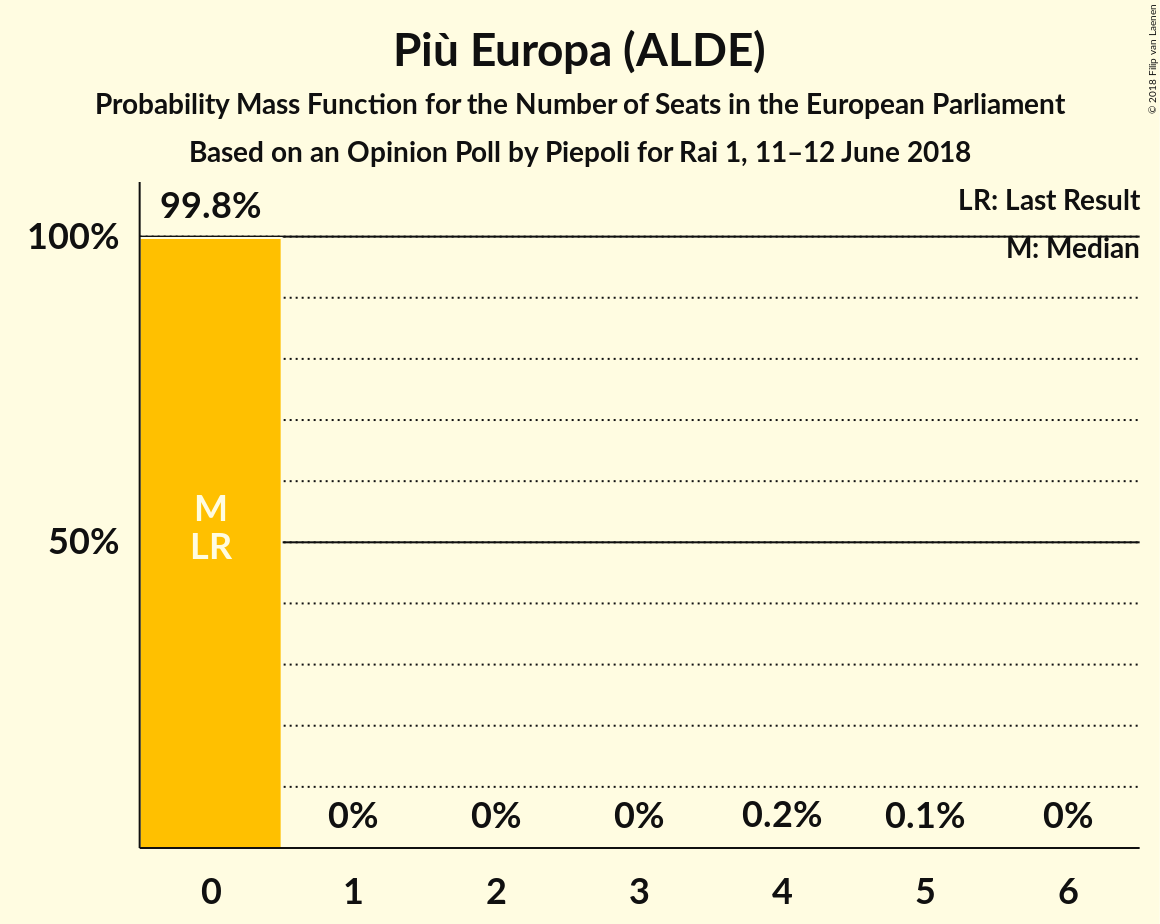 Più Europa (ALDE)
Probability Mass Function for the Number of Seats in the European Parliament
Based on an Opinion Poll by Piepoli for Rai 1, 11–12 June 2018
© 2018 Filip van Laenen
LR: Last Result
M: Median
99.8%
100%
M
LR
50%
0% 0% 0% 0.2% 0.1% 0%
0 1 2 3 4 5 6